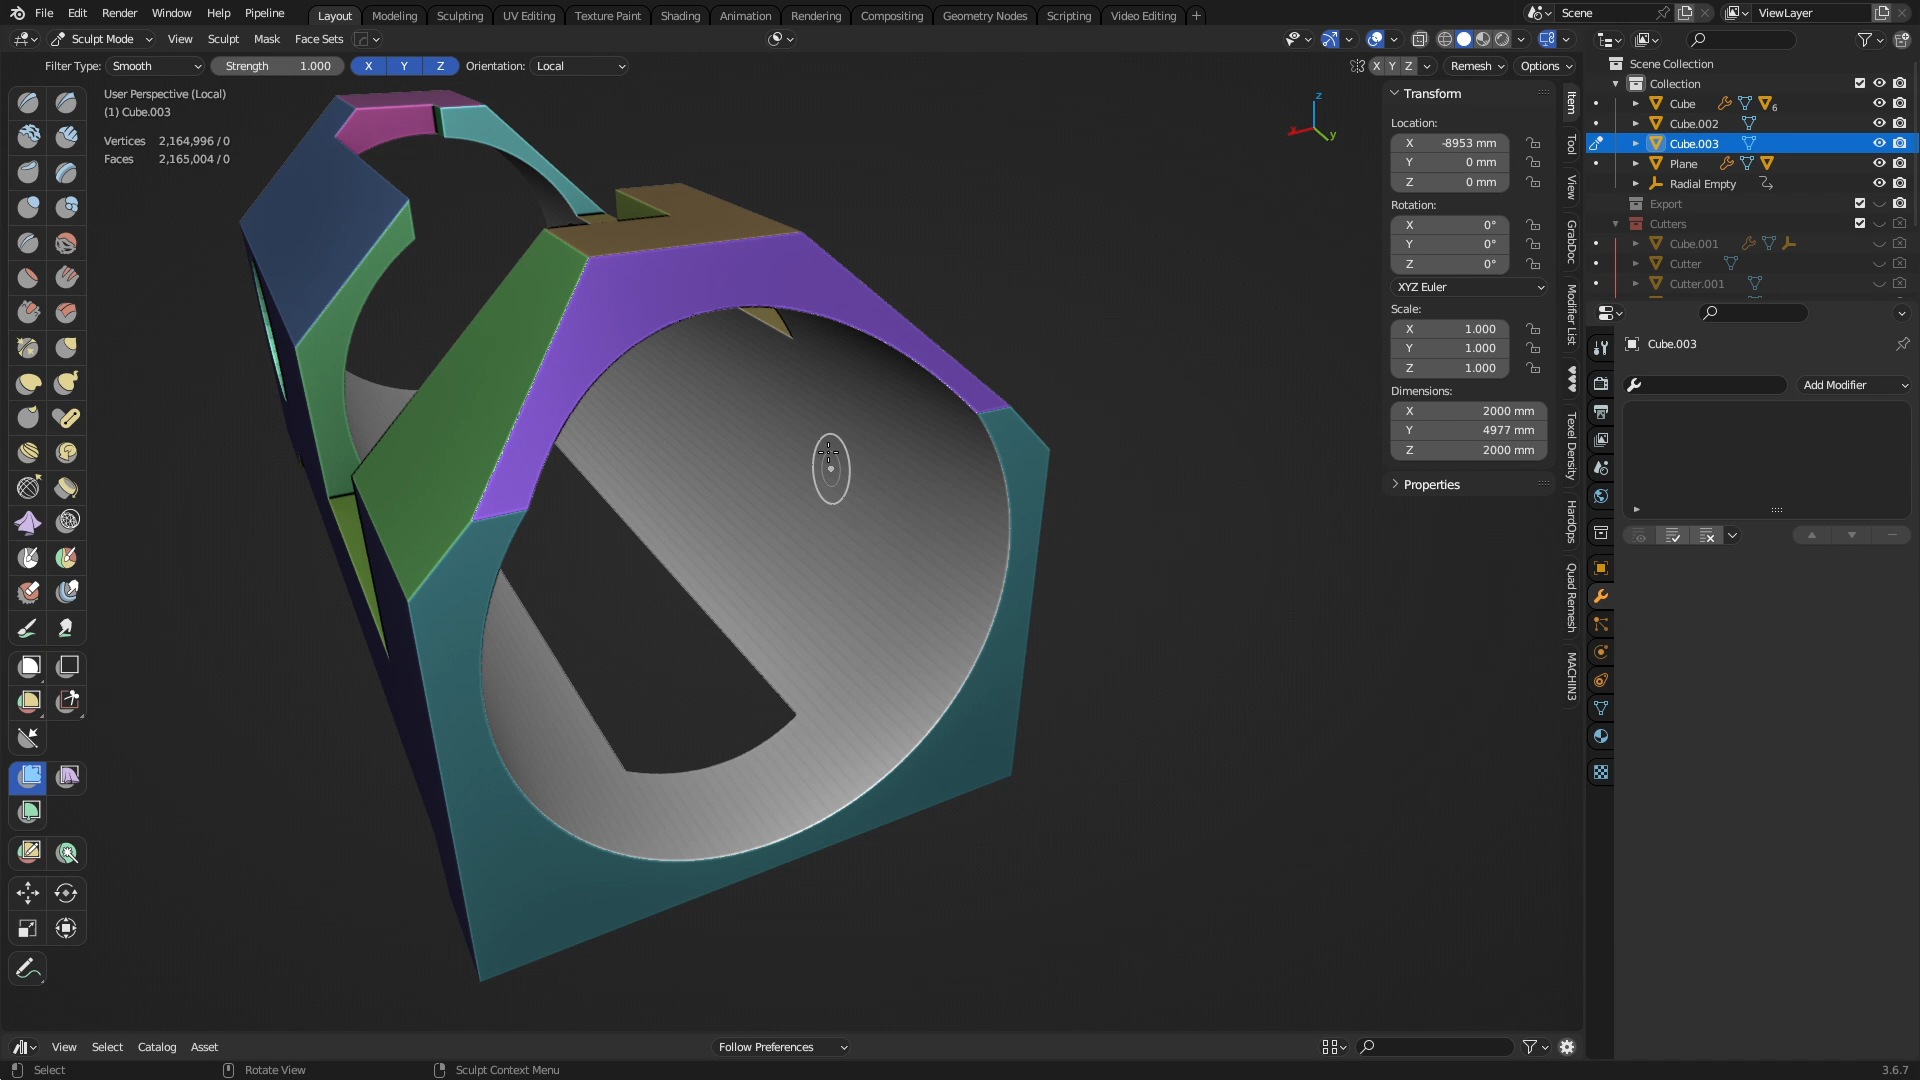 File Edit Render Window Help Pipeline Layout Modeling Sculpting UV Editing Texture Paint Shading Animation Rendering Compositing Geometry Nodes Scripting Video Editing + Scene ViewLayer
Sculpt Mode View Sculpt Mask Face Sets
Filter Type: Smooth Strength 1.000 X Y Z Orientation: Local X Y Z Remesh Options
User Perspective (Local)
(1) Cube.003
Vertices 2,164,996 / 0
Faces 2,165,004 / 0
z
x
y
Transform
Location:
X -8953 mm
Y 0 mm
Z 0 mm
Rotation:
X 0°
Y 0°
Z 0°
XYZ Euler
Scale:
X 1.000
Y 1.000
Z 1.000
Dimensions:
X 2000 mm
Y 4977 mm
Z 2000 mm
Properties
Item
Tool
View
GrabDoc
Modifier List
Texel Density
HardOps
Quad Remesh
MACHIN3
Scene Collection
Collection
Cube 6
Cube.002
Cube.003
Plane
Radial Empty
Export
Cutters
Cube.001
Cutter
Cutter.001
Cube.003
Add Modifier
View Select Catalog Asset Follow Preferences
Select Rotate View Sculpt Context Menu 3.6.7